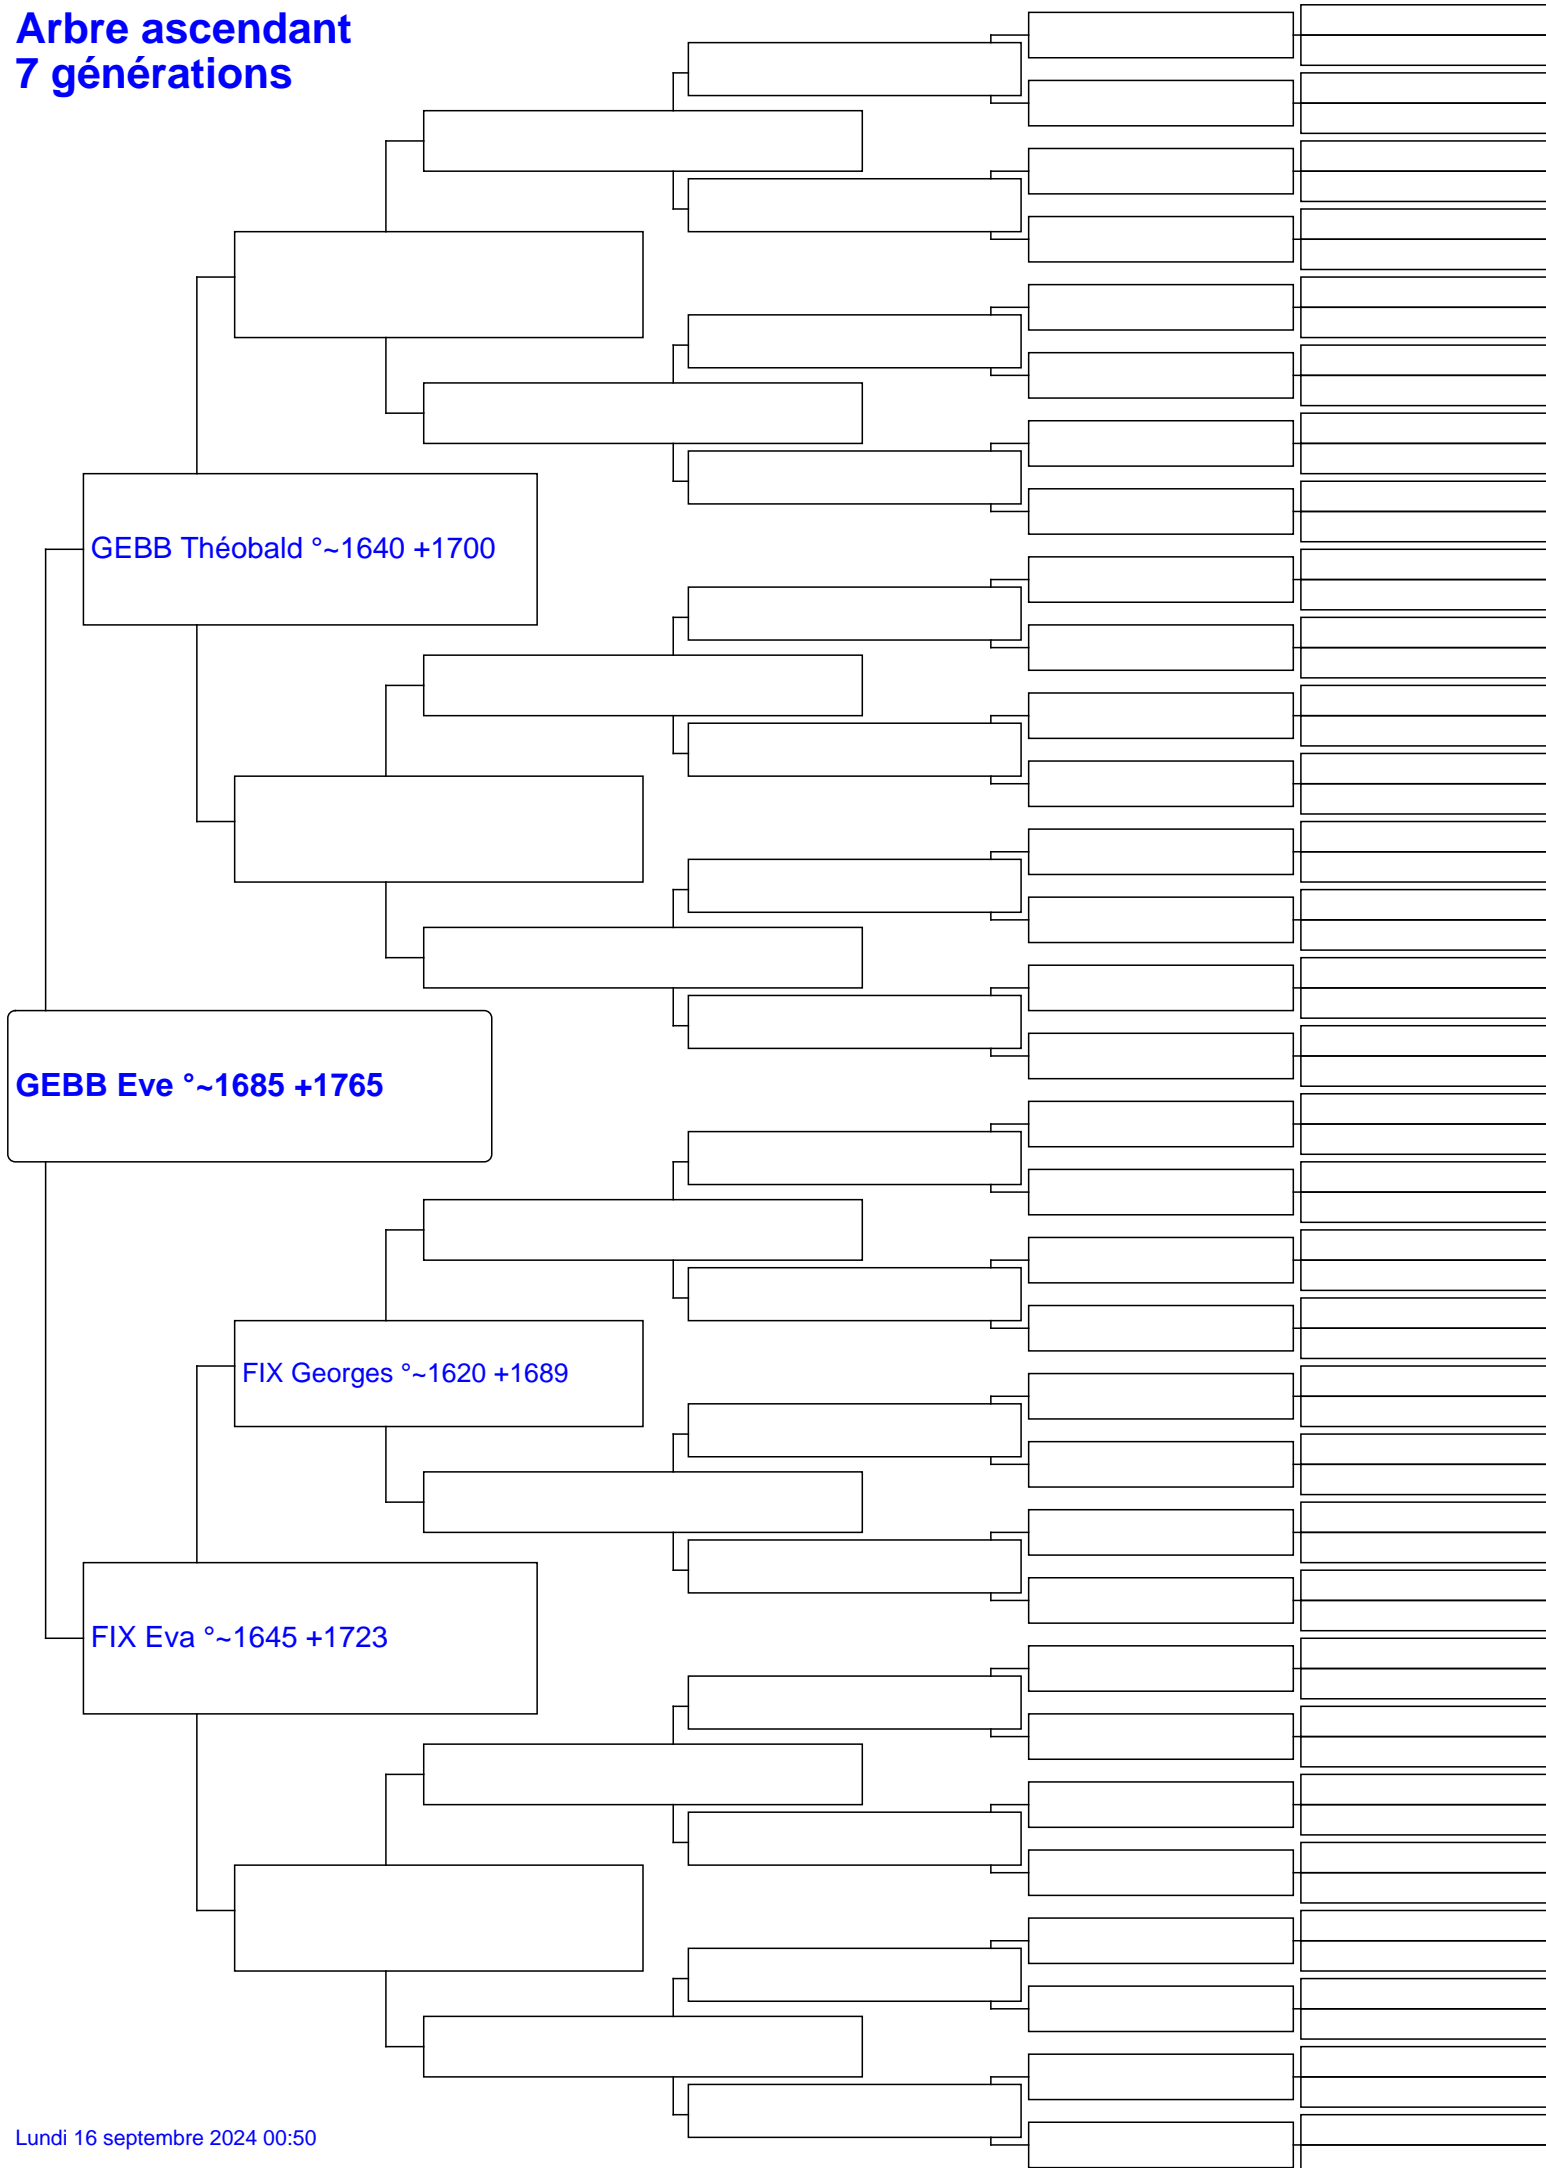 Arbre ascendant
7 générations
GEBB Théobald °~1640 +1700
GEBB Eve °~1685 +1765
FIX Georges °~1620 +1689
FIX Eva °~1645 +1723
Lundi 16 septembre 2024 00:50